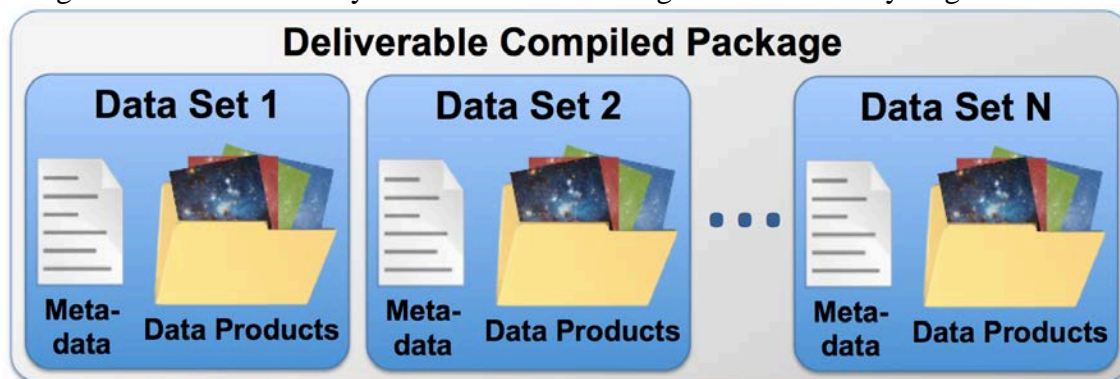 Deliverable Compiled Package
Data Set 1
Meta-
data
Data Products
Data Set 2
Meta-
data
Data Products
...
Data Set N
Meta-
data
Data Products